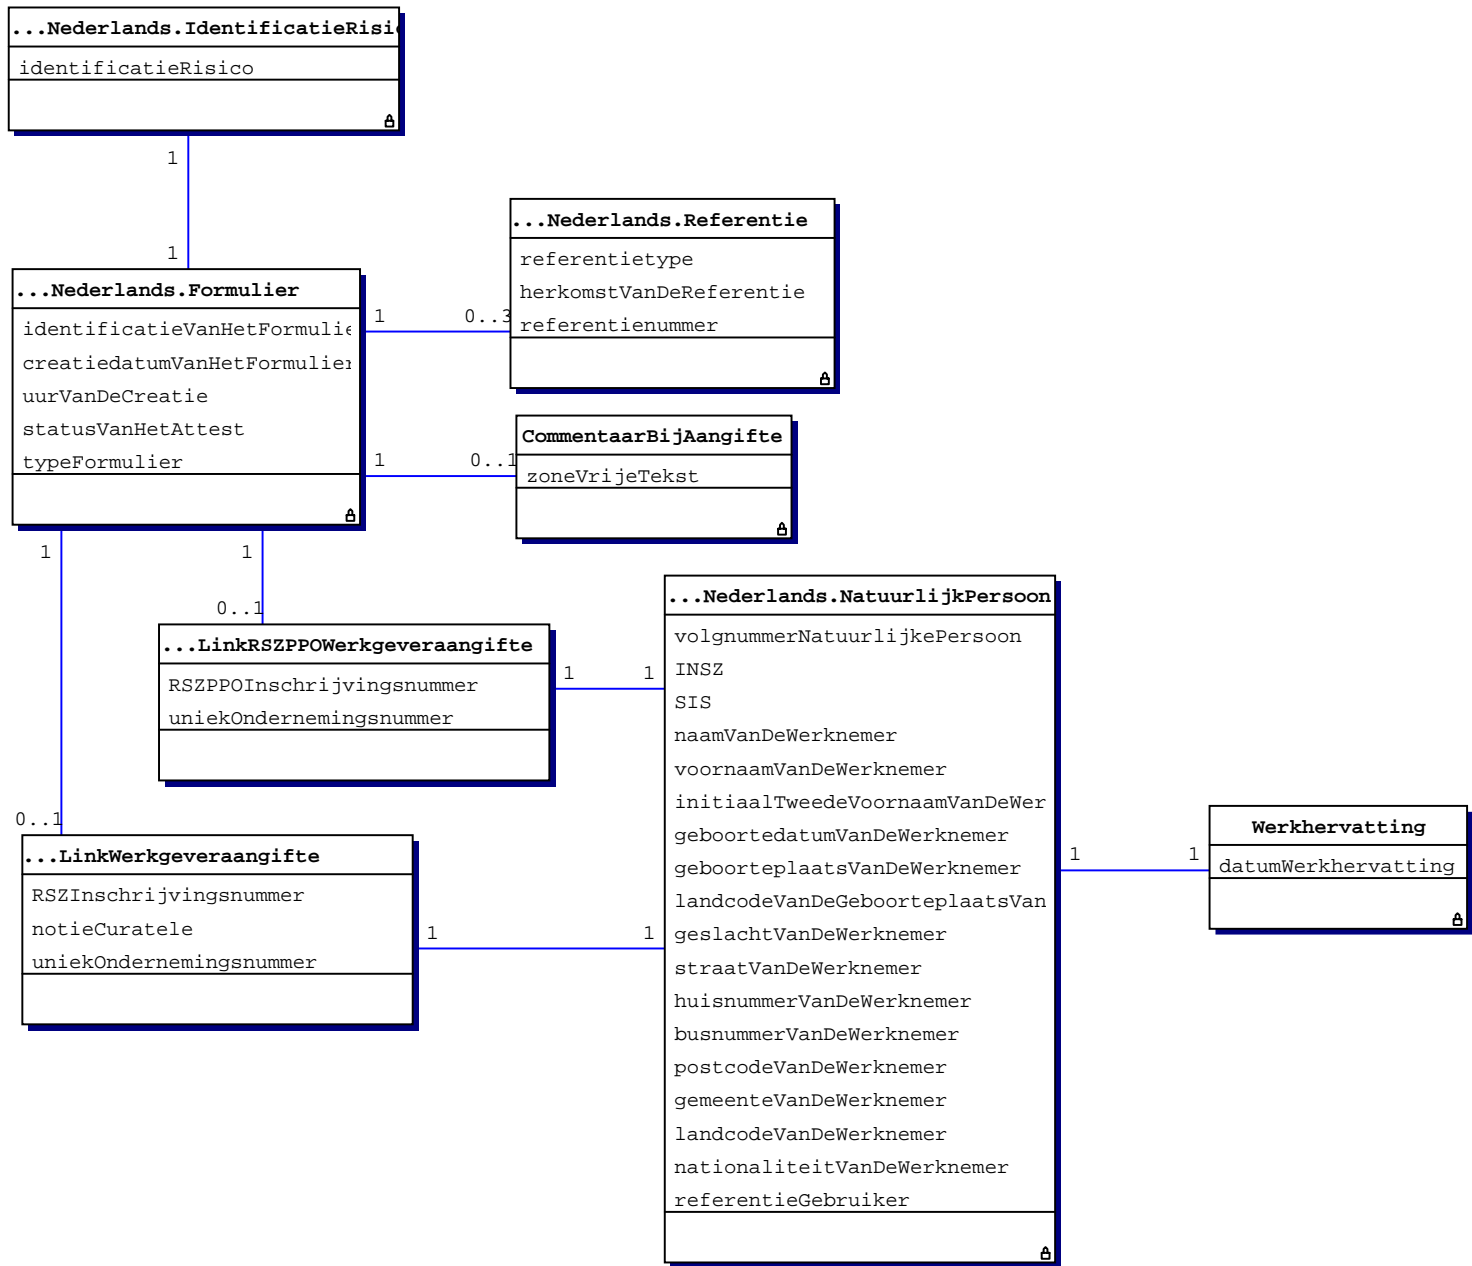 ...Nederlands.IdentificatieRisi
identificatieRisico
1
1
...Nederlands.Referentie
referentietype
herkomstVanDeReferentie
referentienummer
...Nederlands.Formulier
identificatieVanHetFormulie
creatiedatumVanHetFormulier
uurVanDeCreatie
statusVanHetAttest
typeFormulier
1
0..3
1
0..1
CommentaarBijAangifte
zoneVrijeTekst
1
1
0..1
...LinkRSZPPOWerkgeveraangifte
RSZPPOInschrijvingsnummer
uniekOndernemingsnummer
1
1
...Nederlands.NatuurlijkPersoon
volgnummerNatuurlijkePersoon
INSZ
SIS
naamVanDeWerknemer
voornaamVanDeWerknemer
initiaalTweedeVoornaamVanDeWer
geboortedatumVanDeWerknemer
geboorteplaatsVanDeWerknemer
landcodeVanDeGeboorteplaatsVan
geslachtVanDeWerknemer
straatVanDeWerknemer
huisnummerVanDeWerknemer
busnummerVanDeWerknemer
postcodeVanDeWerknemer
gemeenteVanDeWerknemer
landcodeVanDeWerknemer
nationaliteitVanDeWerknemer
referentieGebruiker
0..1
...LinkWerkgeveraangifte
RSZInschrijvingsnummer
notieCuratele
uniekOndernemingsnummer
1
1
1
1
Werkhervatting
datumWerkhervatting